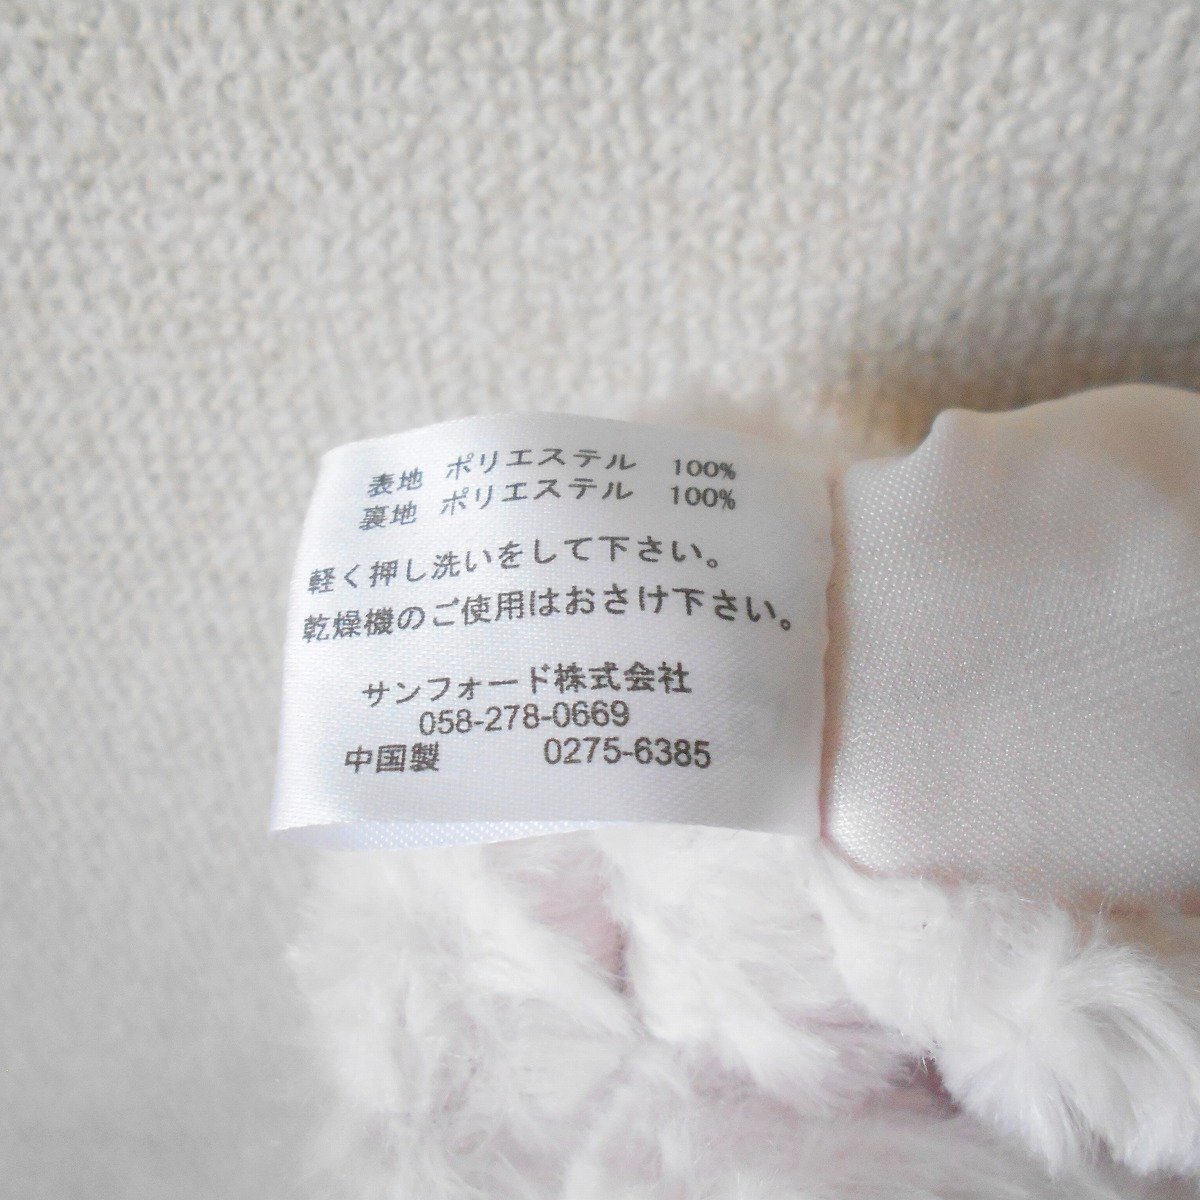 表地 ポリエステル 100%
裏地 ポリエステル 100%
軽く押し洗いをして下さい。
乾燥機のご使用はおさけ下さい。
サンフォード株式会社
058-278-0669
中国製 0275-6385